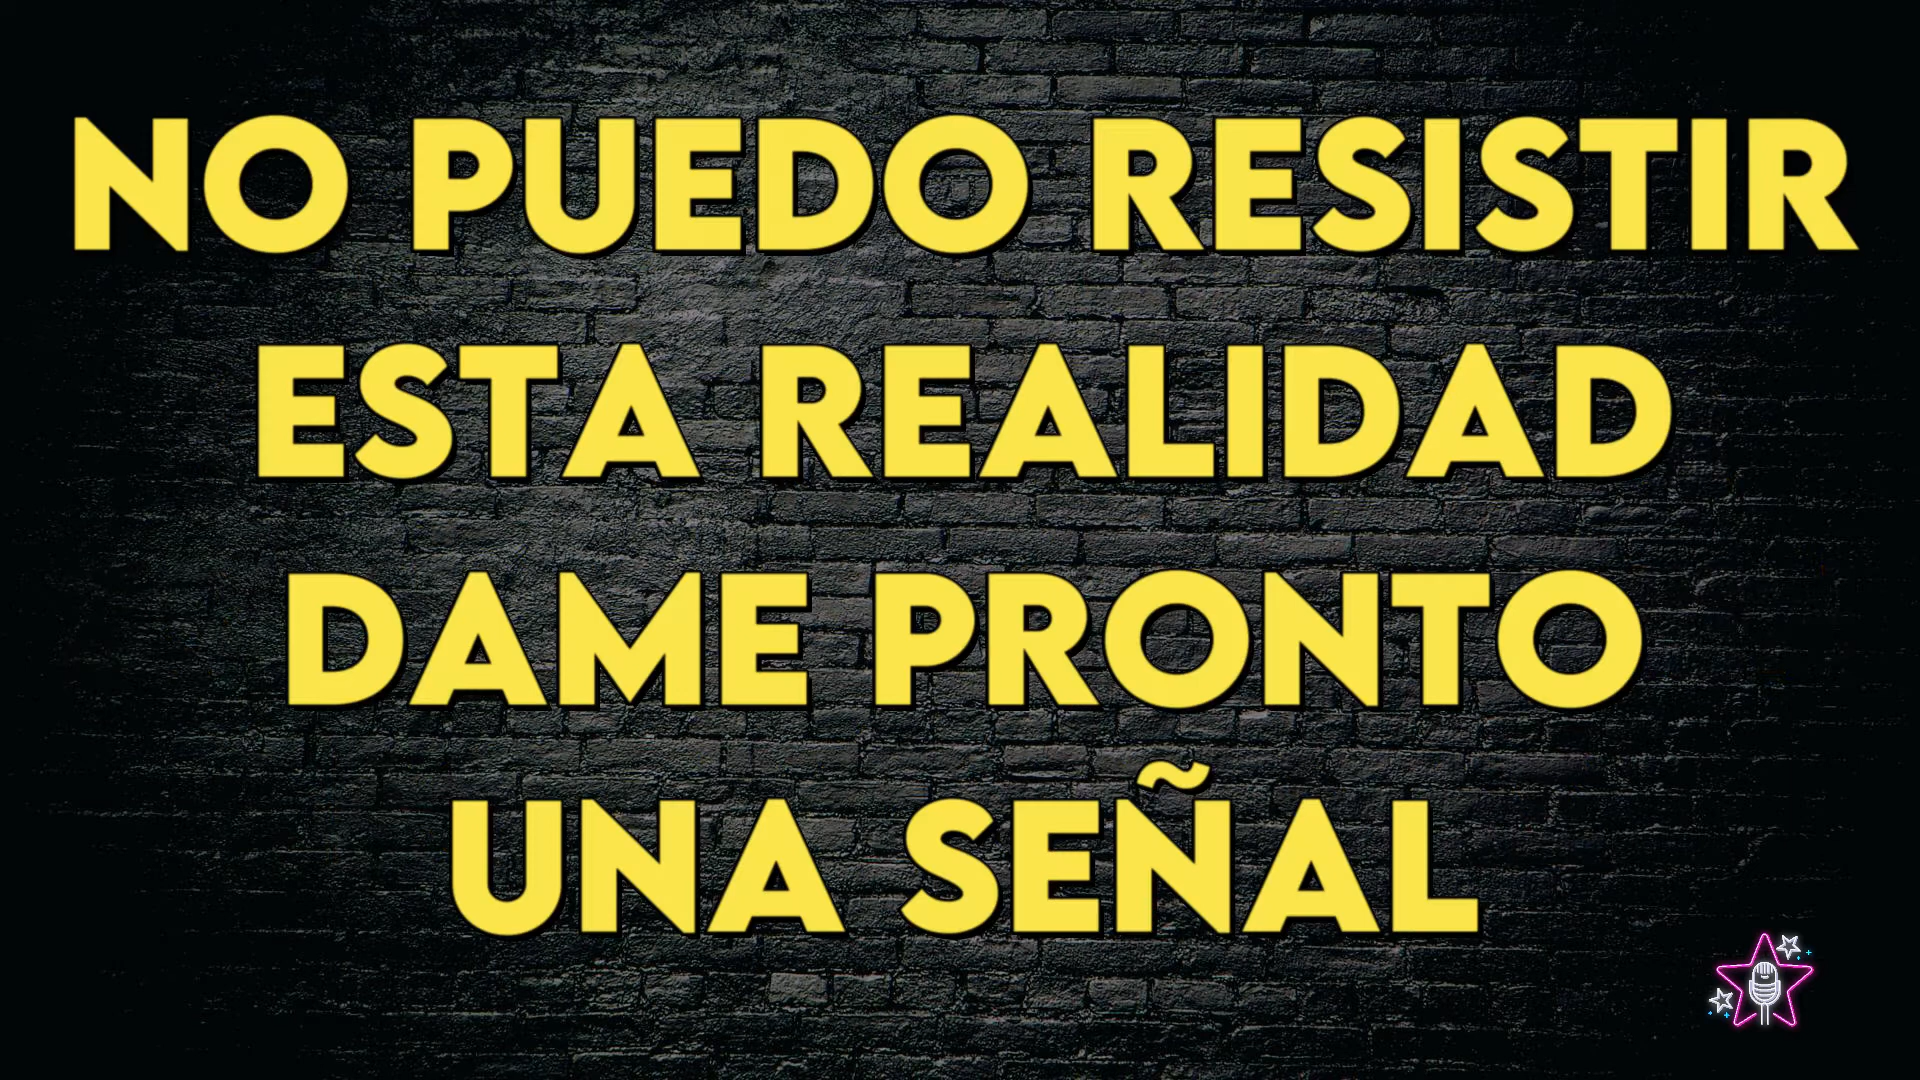 NO PUEDO RESISTIR
ESTA REALIDAD
DAME PRONTO
UNA SEÑAL